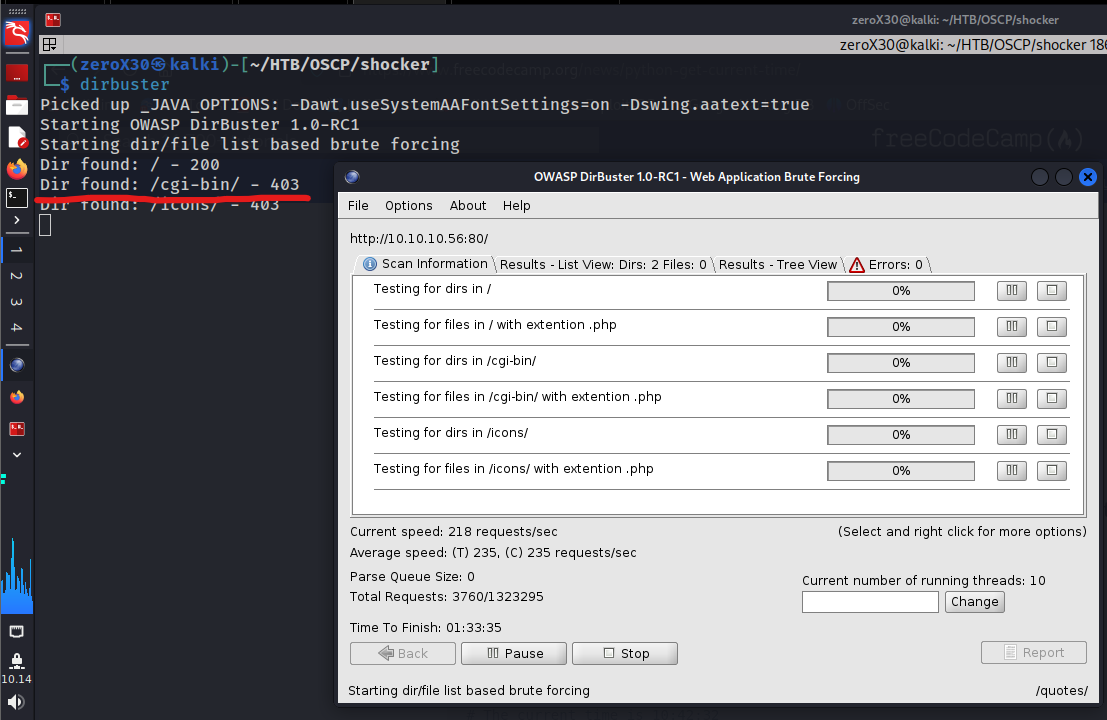 zeroX30@kalki: ~/HTB/OSCP/shocker
zeroX30@kalki: ~/HTB/OSCP/shocker 186
(zeroX30㉿kalki)-[~/HTB/OSCP/shocker]
$ dirbuster
Picked up _JAVA_OPTIONS: -Dawt.useSystemAAFontSettings=on -Dswing.aatext=true
Starting OWASP DirBuster 1.0-RC1
Starting dir/file list based brute forcing
Dir found: / - 200
Dir found: /cgi-bin/ - 403
Dir found: /icons/ - 403
OffSec
freeCodeCamp
OWASP DirBuster 1.0-RC1 - Web Application Brute Forcing
File Options About Help
http://10.10.10.56:80/
Scan Information Results - List View: Dirs: 2 Files: 0 Results - Tree View Errors: 0
Testing for dirs in / 0%
Testing for files in / with extention .php 0%
Testing for dirs in /cgi-bin/ 0%
Testing for files in /cgi-bin/ with extention .php 0%
Testing for dirs in /icons/ 0%
Testing for files in /icons/ with extention .php 0%
Current speed: 218 requests/sec (Select and right click for more options)
Average speed: (T) 235, (C) 235 requests/sec
Parse Queue Size: 0
Current number of running threads: 10
Total Requests: 3760/1323295
Change
Time To Finish: 01:33:35
Back Pause Stop Report
Starting dir/file list based brute forcing /quotes/
1
2
3
4
10.14